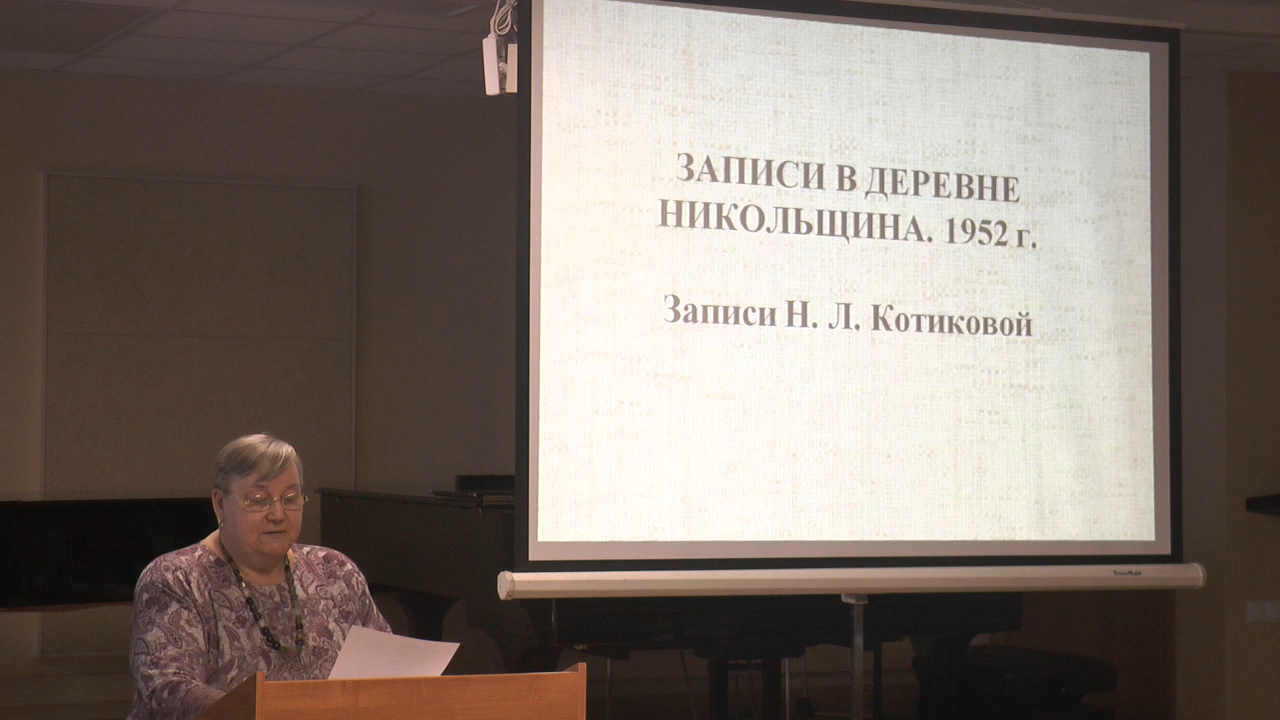 ЗАПИСИ В ДЕРЕВНЕ
НИКОЛЬЩИНА. 1952 г.
Записи Н. Л. Котиковой